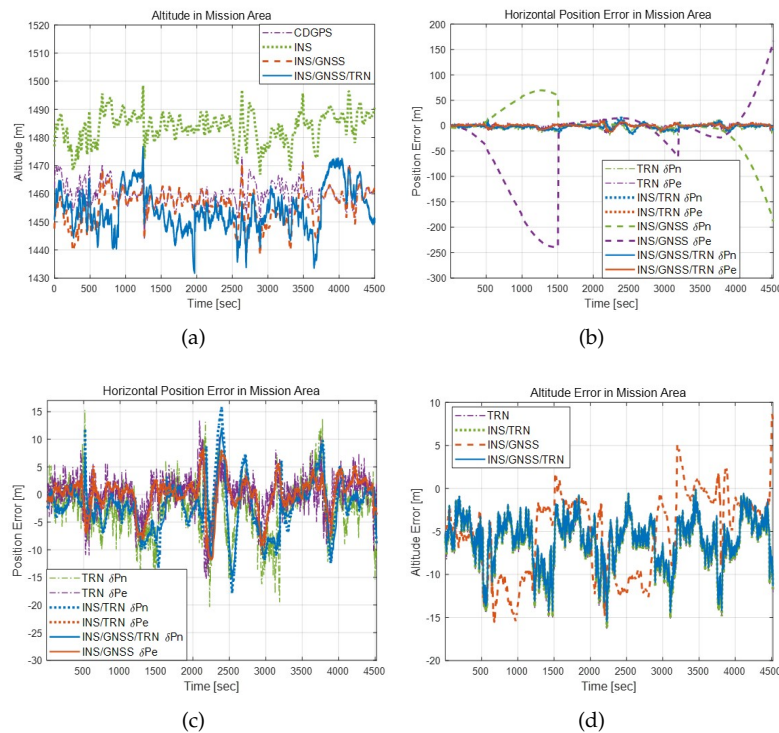 Altitude in Mission Area
1520
1510
1500
1490
1480
1470
1460
1450
1440
1430
Altitude [m]
CDGPS
INS
INS/GNSS
INS/GNSS/TRN
0
500
1000
1500
2000
2500
3000
3500
4000
4500
Time [sec]
(a)
Horizontal Position Error in Mission Area
200
150
100
50
0
-50
-100
-150
-200
-250
-300
Position Error [m]
TRN δPn
TRN δPe
INS/TRN δPn
INS/TRN δPe
INS/GNSS δPn
INS/GNSS δPe
INS/GNSS/TRN δPn
INS/GNSS/TRN δPe
500
1000
1500
2000
2500
3000
3500
4000
4500
Time [sec]
(b)
Horizontal Position Error in Mission Area
15
10
5
0
-5
-10
-15
-20
-25
-30
Position Error [m]
TRN δPn
TRN δPe
INS/TRN δPn
INS/TRN δPe
INS/GNSS/TRN δPn
INS/GNSS δPe
500
1000
1500
2000
2500
3000
3500
4000
4500
Time [sec]
(c)
Altitude Error in Mission Area
10
5
0
-5
-10
-15
-20
Altitude Error [m]
TRN
INS/TRN
INS/GNSS
INS/GNSS/TRN
500
1000
1500
2000
2500
3000
3500
4000
4500
Time [sec]
(d)